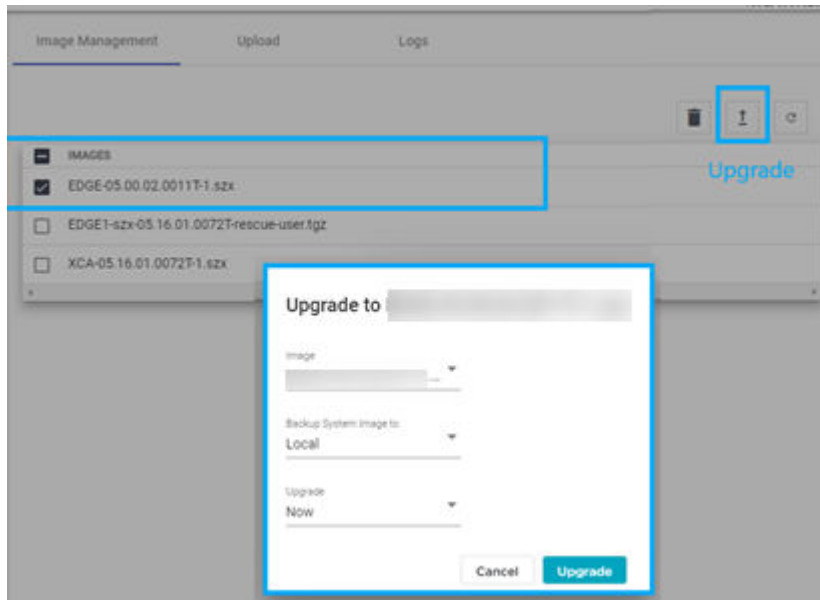 Image Management Upload Logs
Upgrade
IMAGES
EDGE-05.00.02.0011T-1.szx
EDGE1-szx-05.16.01.0072T-rescue-user.tgz
XCA-05.16.01.0072T-1.szx
Upgrade to
Image
...
Backup System Image to:
Local
Upgrade
Now
Cancel Upgrade